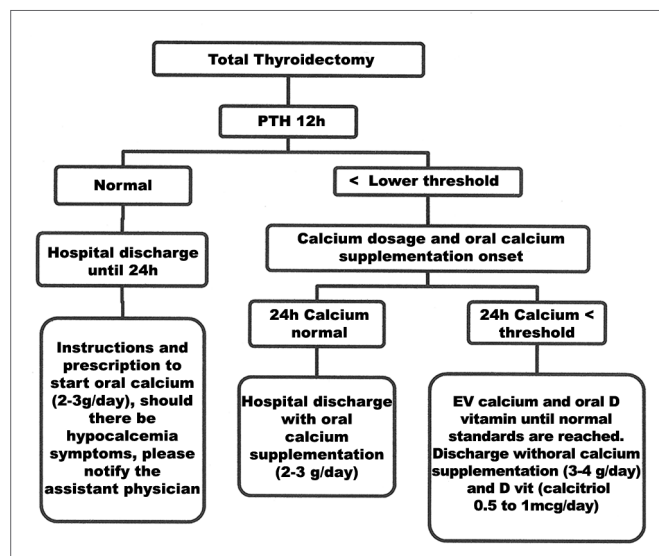 Total Thyroidectomy
PTH 12h
Normal
< Lower threshold
Hospital discharge
until 24h
Calcium dosage and oral calcium
supplementation onset
24h Calcium
normal
24h Calcium <
threshold
Instructions and
prescription to
start oral calcium
(2-3g/day), should
there be
hypocalcemia
symptoms, please
notify the
assistant physician
Hospital discharge
with oral
calcium
supplementation
(2-3 g/day)
EV calcium and oral D
vitamin until normal
standards are reached.
Discharge withoral calcium
supplementation (3-4 g/day)
and D vit (calcitriol
0.5 to 1mcg/day)